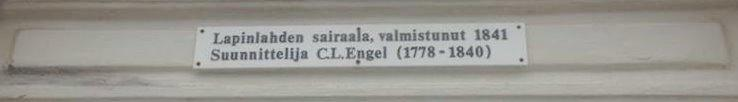 Lapinlahden sairaala, valmistunut 1841
Suunnittelija C.L.Engel (1778-1840)